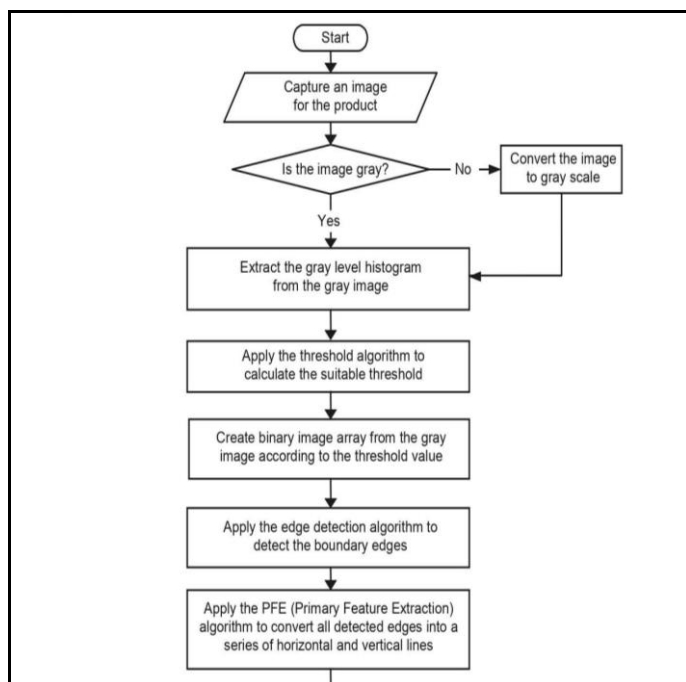 Start
Capture an image
for the product
Is the image gray?
No
Convert the image
to gray scale
Yes
Extract the gray level histogram
from the gray image
Apply the threshold algorithm to
calculate the suitable threshold
Create binary image array from the gray
image according to the threshold value
Apply the edge detection algorithm to
detect the boundary edges
Apply the PFE (Primary Feature Extraction)
algorithm to convert all detected edges into a
series of horizontal and vertical lines